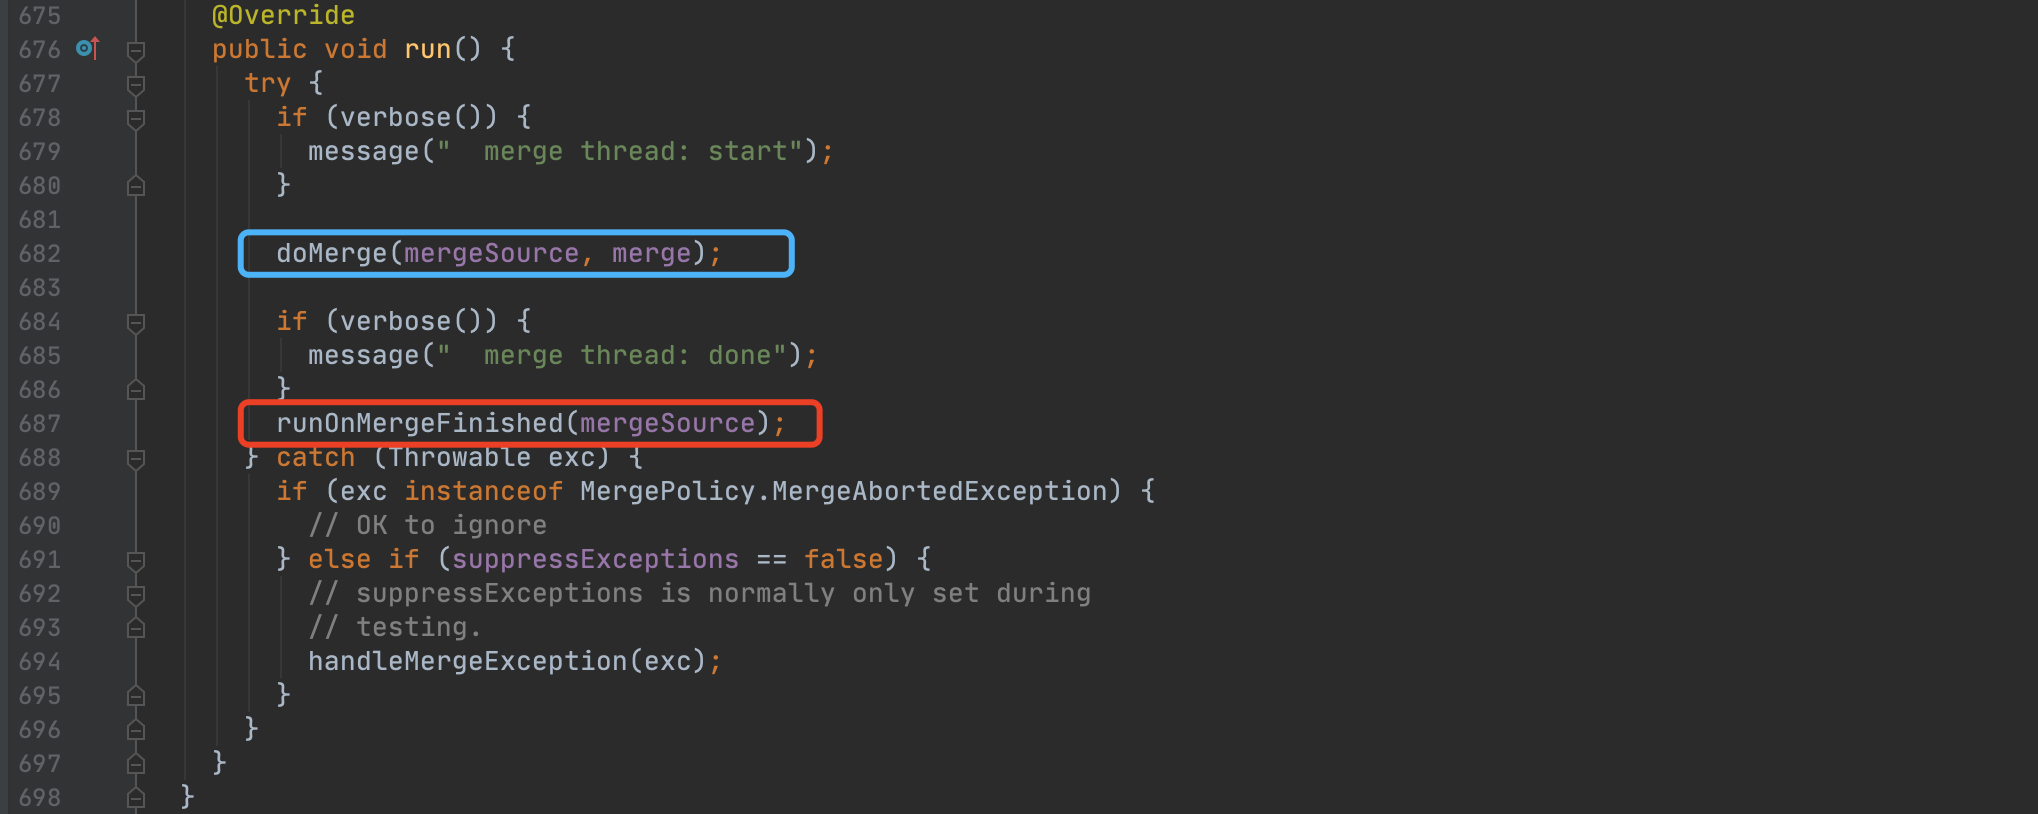 675 @Override
676 public void run() {
677 try {
678 if (verbose()) {
679 message("  merge thread: start");
680 }
681
682 doMerge(mergeSource, merge);
683
684 if (verbose()) {
685 message("  merge thread: done");
686 }
687 runOnMergeFinished(mergeSource);
688 } catch (Throwable exc) {
689 if (exc instanceof MergePolicy.MergeAbortedException) {
690 // OK to ignore
691 } else if (suppressExceptions == false) {
692 // suppressExceptions is normally only set during
693 // testing.
694 handleMergeException(exc);
695 }
696 }
697 }
698 }